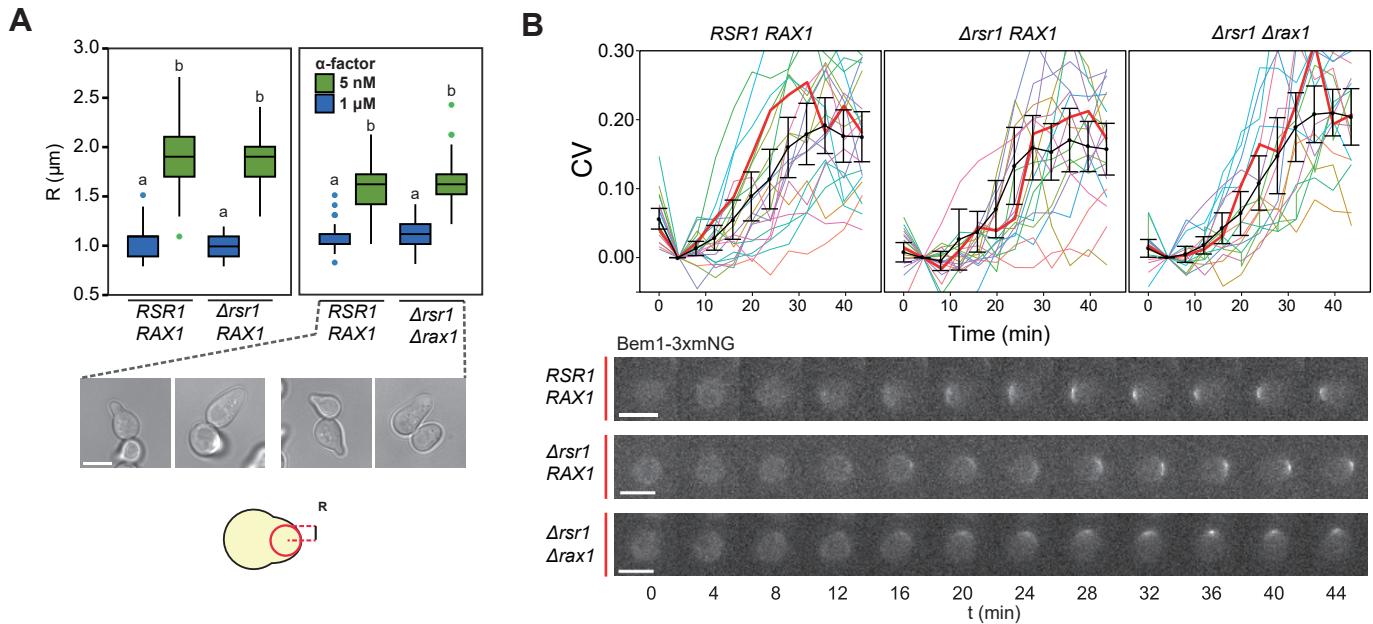 A
R (µm)
3.0
2.5
2.0
1.5
1.0
0.5
a
b
a
b
α-factor
5 nM
1 µM
a
b
a
b
RSR1
RAX1
Δrsr1
RAX1
RSR1
RAX1
Δrsr1
Δrax1
R
B
RSR1 RAX1
Δrsr1 RAX1
Δrsr1 Δrax1
CV
0.30
0.20
0.10
0.00
0 10 20 30 40
0 10 20 30 40
0 10 20 30 40
Time (min)
Bem1-3xmNG
RSR1
RAX1
Δrsr1
RAX1
Δrsr1
Δrax1
0 4 8 12 16 20 24 28 32 36 40 44
t (min)